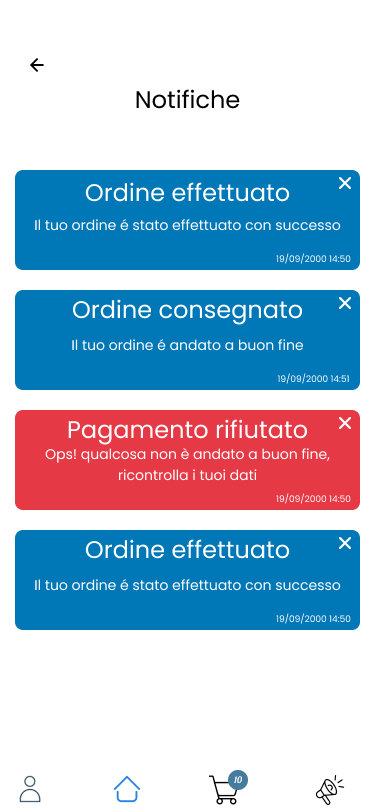 Notifiche
Ordine effettuato
Il tuo ordine é stato effettuato con successo
19/09/2000 14:50
Ordine consegnato
Il tuo ordine é andato a buon fine
19/09/2000 14:51
Pagamento rifiutato
Ops! qualcosa non è andato a buon fine,
ricontrolla i tuoi dati
19/09/2000 14:50
Ordine effettuato
Il tuo ordine é stato effettuato con successo
19/09/2000 14:50
10